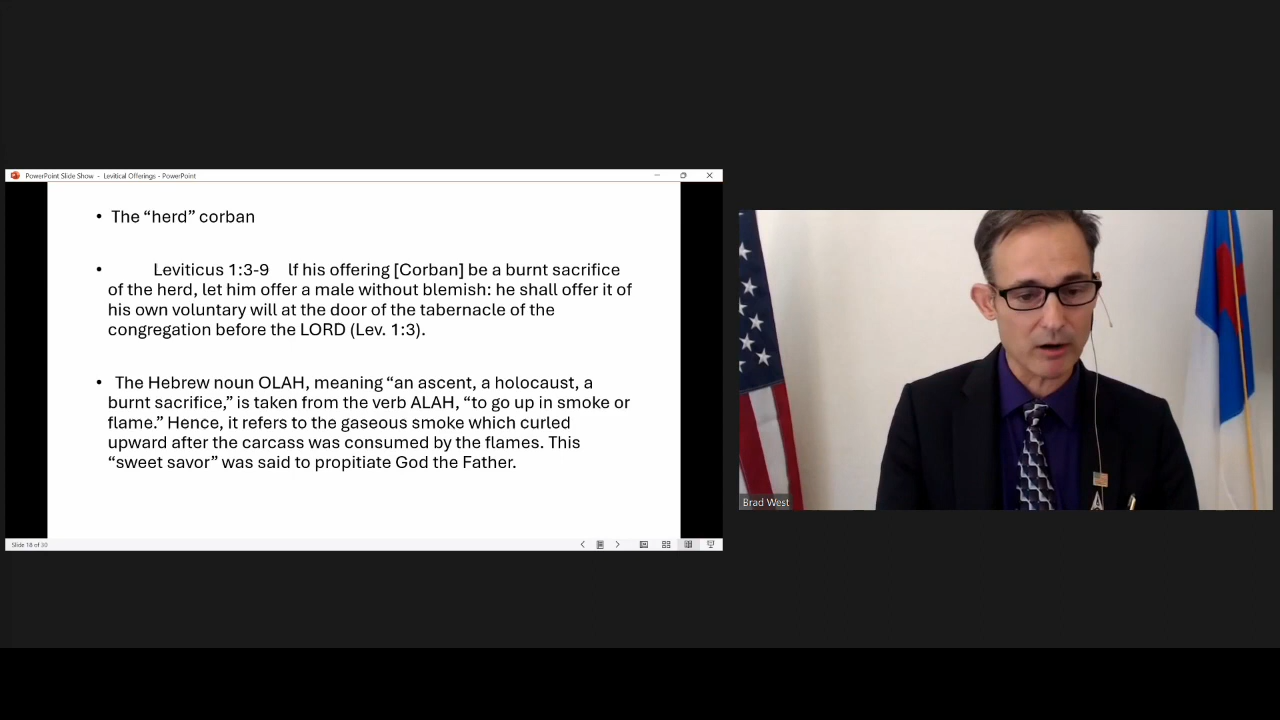 PowerPoint Slide Show - Levitical Offerings - PowerPoint
• The “herd” corban
• Leviticus 1:3-9 If his offering [Corban] be a burnt sacrifice
of the herd, let him offer a male without blemish: he shall offer it of
his own voluntary will at the door of the tabernacle of the
congregation before the LORD (Lev. 1:3).
• The Hebrew noun OLAH, meaning “an ascent, a holocaust, a
burnt sacrifice,” is taken from the verb ALAH, “to go up in smoke or
flame.” Hence, it refers to the gaseous smoke which curled
upward after the carcass was consumed by the flames. This
“sweet savor” was said to propitiate God the Father.
Slide 18 of 30
Brad West